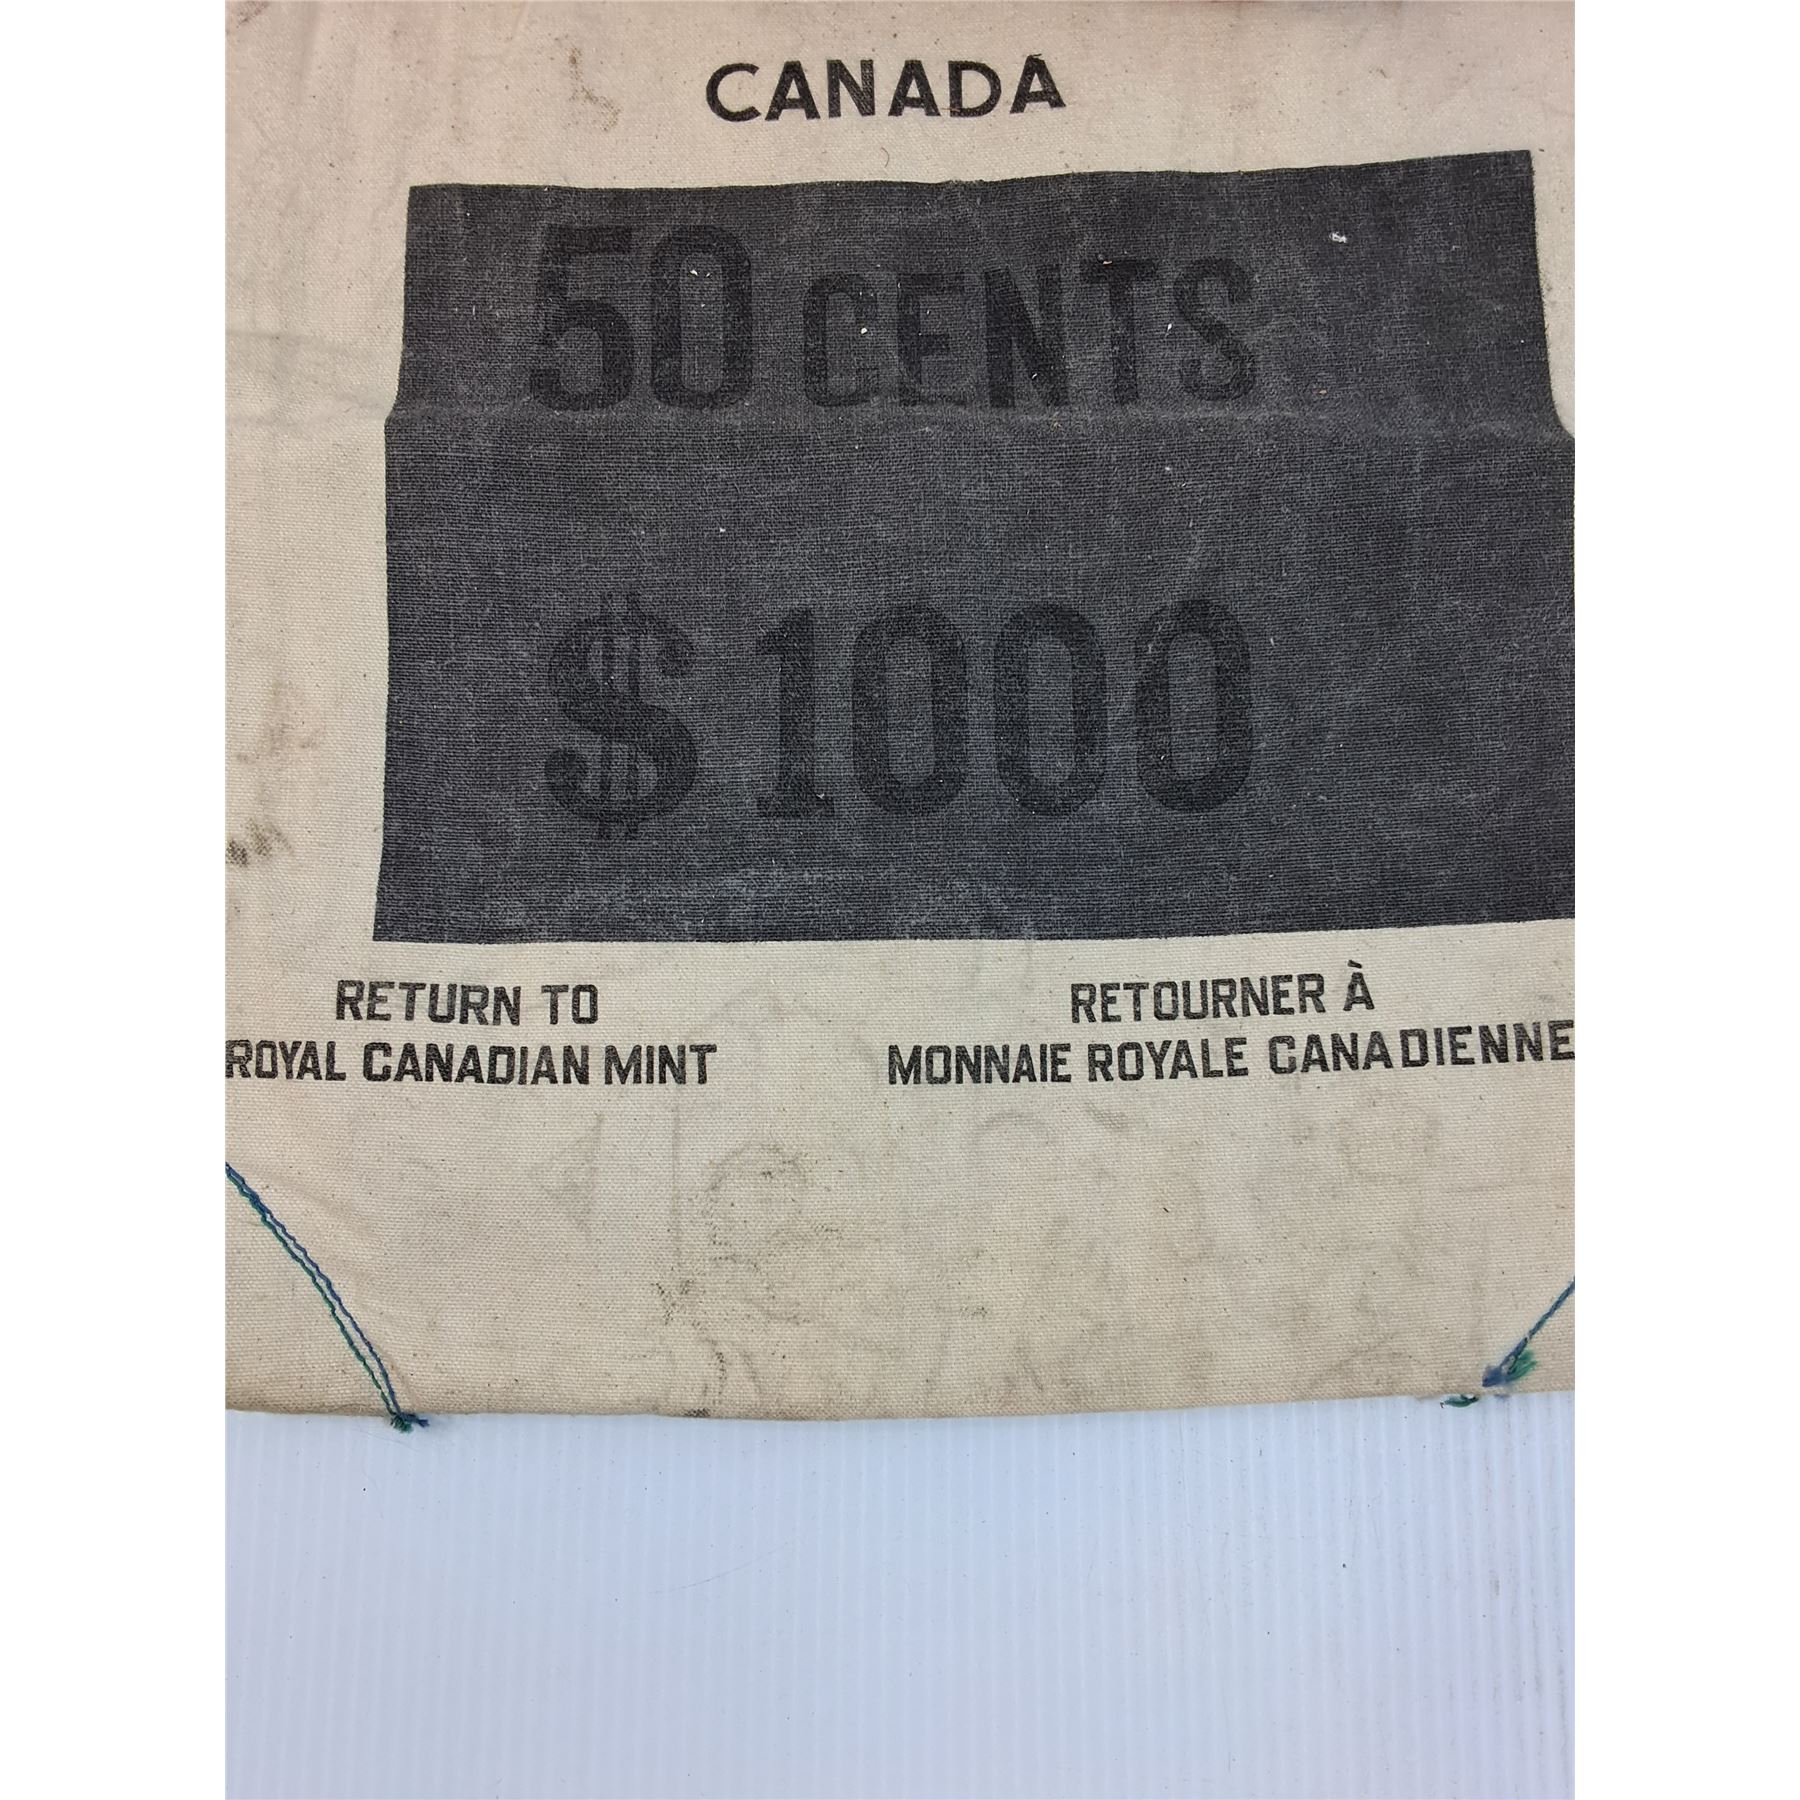 CANADA
50 CENTS
$ 1000
RETURN TO
ROYAL CANADIAN MINT
RETOURNER À
MONNAIE ROYALE CANADIENNE